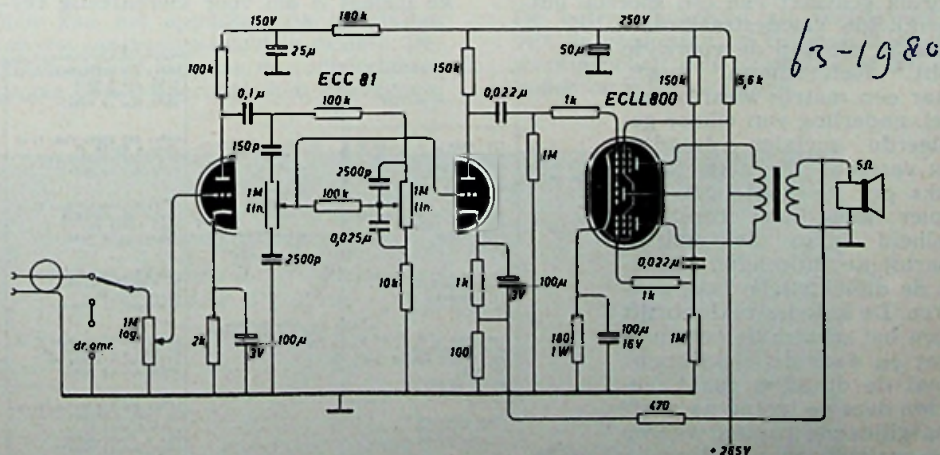 150V
180k
250V
63-1980
25µ
50µ
100k
ECC 81
150k
150k
5,6k
0,1µ
100k
0,022µ
1k
ECLL800
150p
2500p
1M
5Ω
1M
lin.
100k
1M
lin.
0,025µ
0,022µ
2500p
1k
100µ
3V
1k
10k
1M
log.
dr. omr.
2k
100µ
3V
100
180
1W
100µ
16V
1M
470
+265V